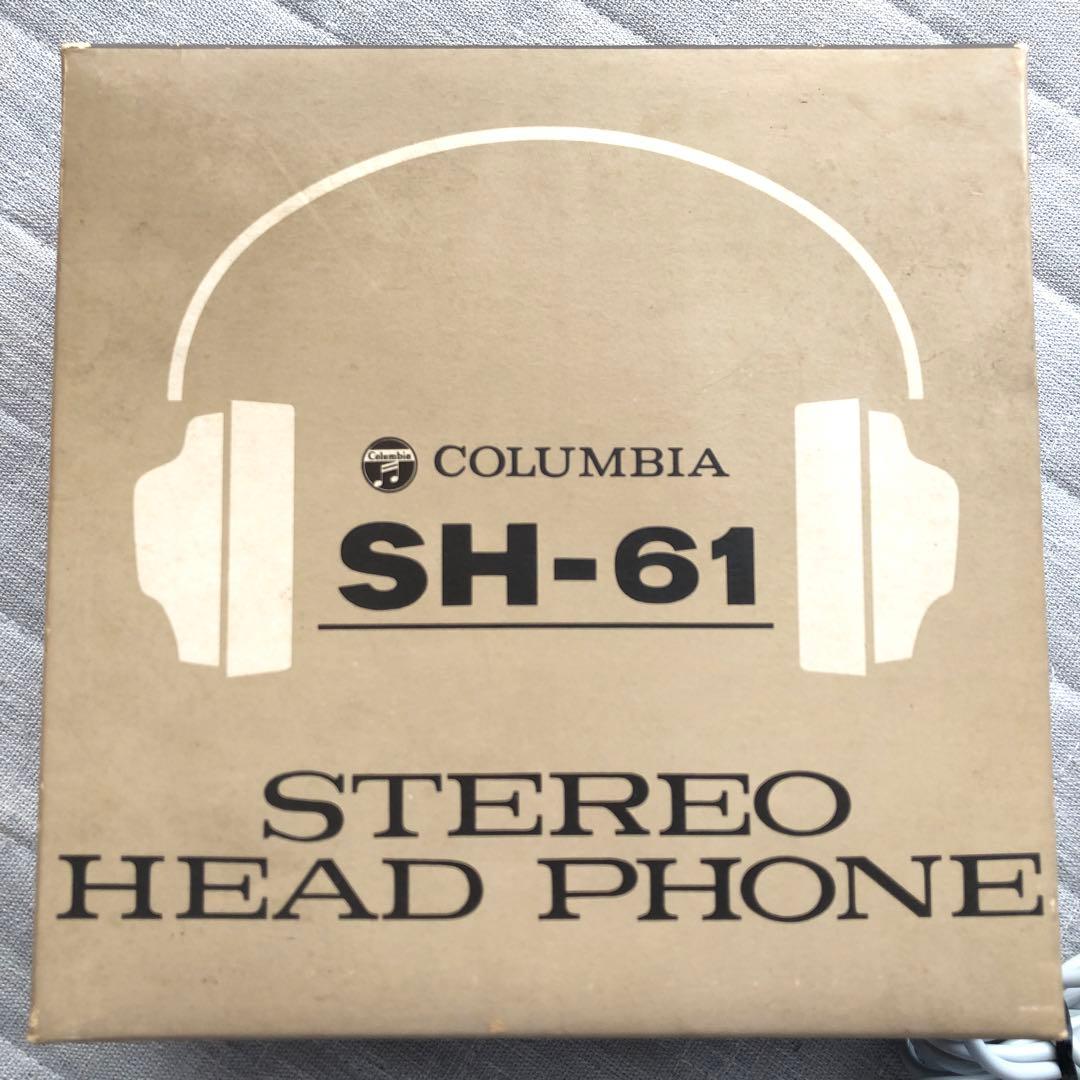 Columbia
COLUMBIA
SH-61
STEREO
HEAD PHONE